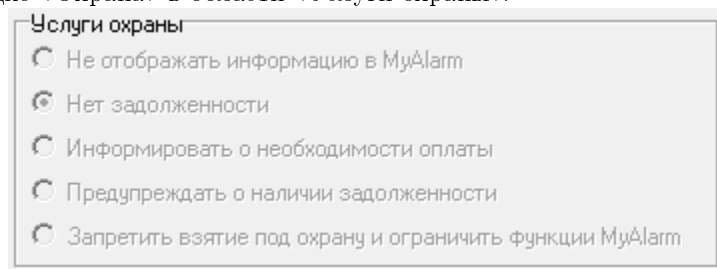 Услуги охраны
Не отображать информацию в MyAlarm
Нет задолженности
Информировать о необходимости оплаты
Предупреждать о наличии задолженности
Запретить взятие под охрану и ограничить функции MyAlarm